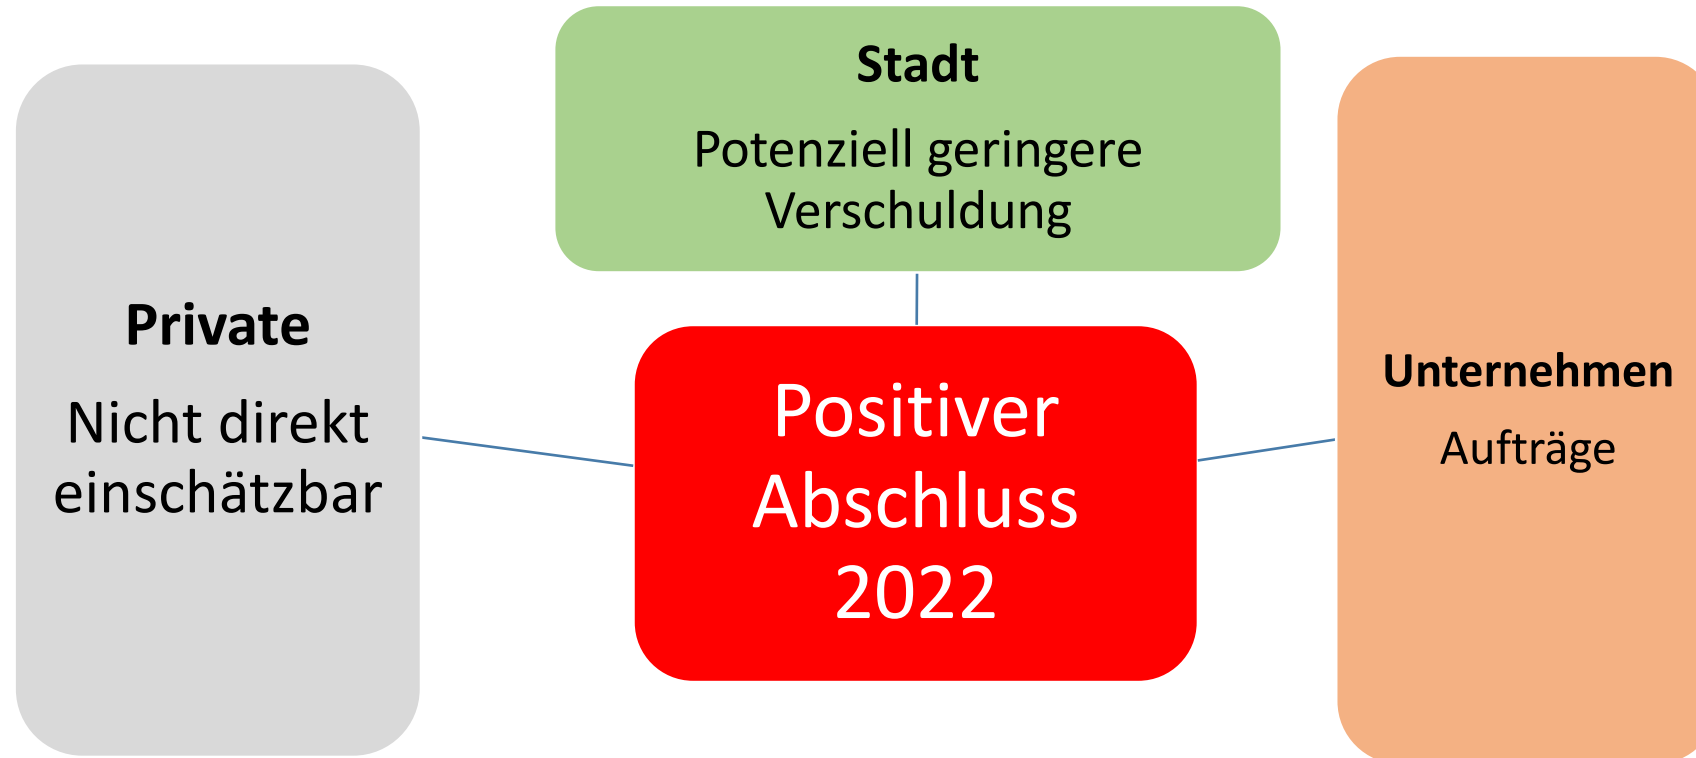 Stadt
Potenziell geringere
Verschuldung
Private
Nicht direkt
einschätzbar
Positiver
Abschluss
2022
Unternehmen
Aufträge